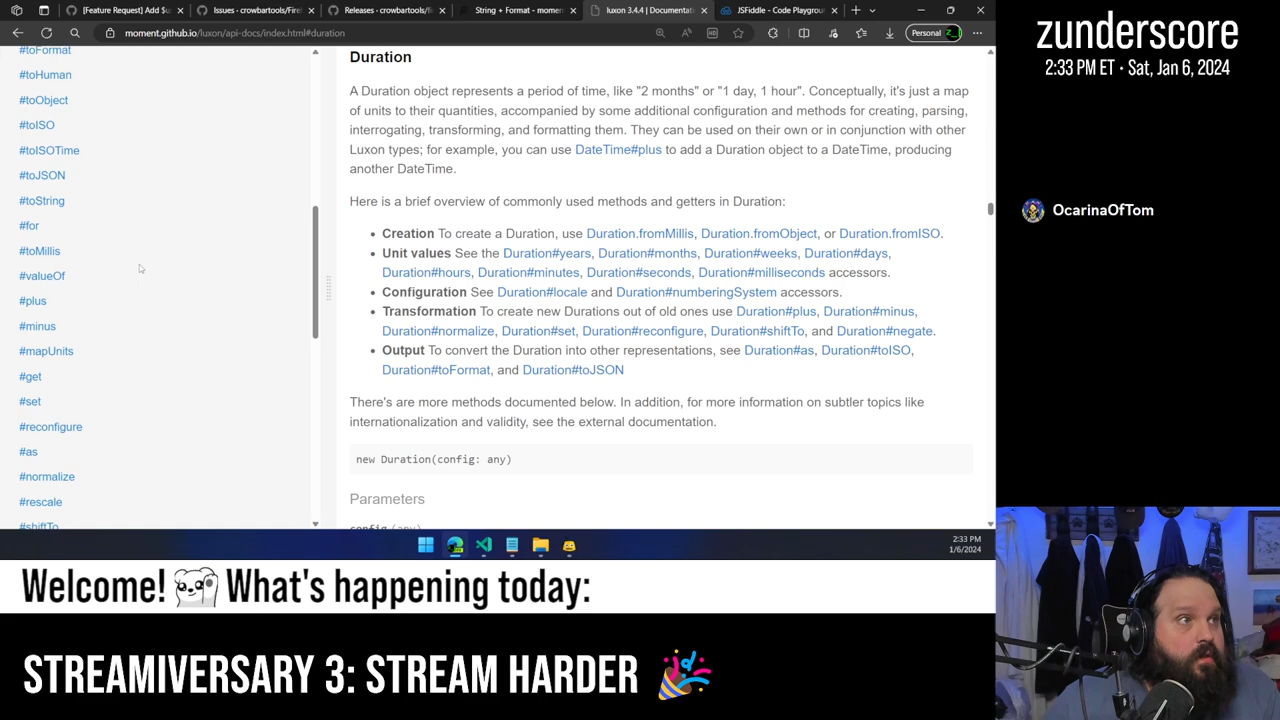 [Feature Request] Add $u
Issues · crowbartools/Fire
Releases · crowbartools/fi
String + Format - momen
luxon 3.4.4 | Documentat
JSFiddle - Code Playgrou
moment.github.io/luxon/api-docs/index.html#duration
Personal
#toFormat
#toHuman
#toObject
#toISO
#toISOTime
#toJSON
#toString
#for
#toMillis
#valueOf
#plus
#minus
#mapUnits
#get
#set
#reconfigure
#as
#normalize
#rescale
#shiftTo
Duration
A Duration object represents a period of time, like "2 months" or "1 day, 1 hour". Conceptually, it's just a map
of units to their quantities, accompanied by some additional configuration and methods for creating, parsing,
interrogating, transforming, and formatting them. They can be used on their own or in conjunction with other
Luxon types; for example, you can use DateTime#plus to add a Duration object to a DateTime, producing
another DateTime.
Here is a brief overview of commonly used methods and getters in Duration:
• Creation To create a Duration, use Duration.fromMillis, Duration.fromObject, or Duration.fromISO.
• Unit values See the Duration#years, Duration#months, Duration#weeks, Duration#days,
Duration#hours, Duration#minutes, Duration#seconds, Duration#milliseconds accessors.
• Configuration See Duration#locale and Duration#numberingSystem accessors.
• Transformation To create new Durations out of old ones use Duration#plus, Duration#minus,
Duration#normalize, Duration#set, Duration#reconfigure, Duration#shiftTo, and Duration#negate.
• Output To convert the Duration into other representations, see Duration#as, Duration#toISO,
Duration#toFormat, and Duration#toJSON
There's are more methods documented below. In addition, for more information on subtler topics like
internationalization and validity, see the external documentation.
new Duration(config: any)
Parameters
config (any)
2:33 PM
1/6/2024
zunderscore
2:33 PM ET • Sat, Jan 6, 2024
OcarinaOfTom
Welcome! What's happening today:
STREAMIVERSARY 3: STREAM HARDER